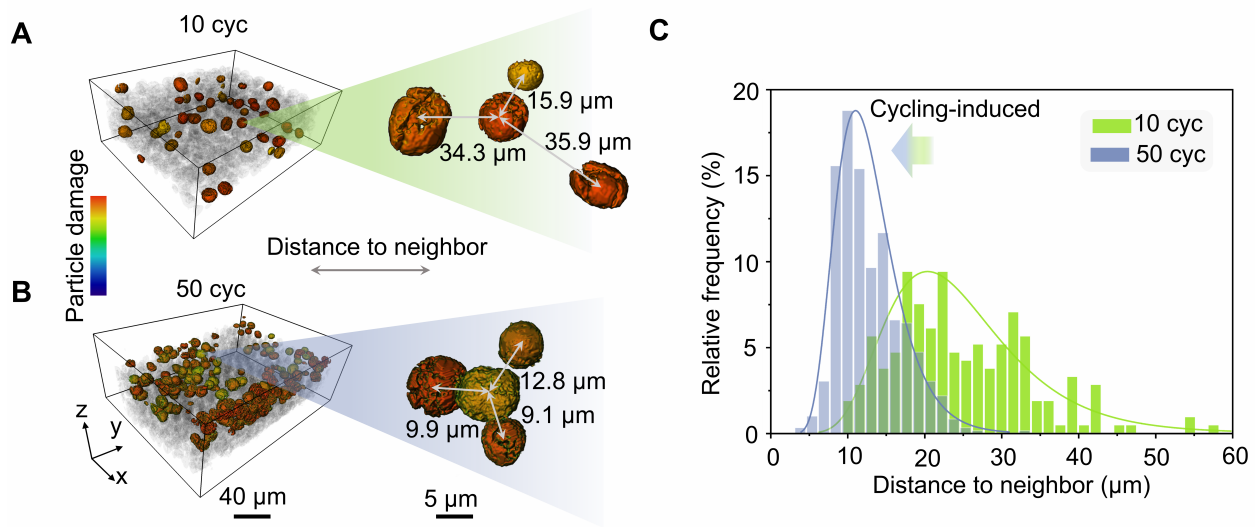 A
10 cyc
15.9 μm
34.3 μm
35.9 μm
Particle damage
Distance to neighbor
B
50 cyc
12.8 μm
9.1 μm
9.9 μm
z
y
x
40 μm
5 μm
C
Cycling-induced
10 cyc
50 cyc
Relative frequency (%)
20
15
10
5
0
0 10 20 30 40 50 60
Distance to neighbor (μm)